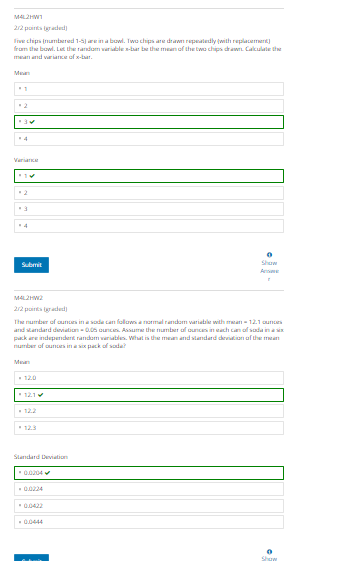 M4L2HW1
2/2 points (graded)
Five chips (numbered 1-5) are in a bowl. Two chips are drawn repeatedly (with replacement)
from the bowl. Let the random variable x-bar be the mean of the two chips drawn. Calculate the
mean and variance of x-bar.
Mean
1
2
3 ✔
4
Variance
1 ✔
2
3
4
Submit
Show
Answe
r
M4L2HW2
2/2 points (graded)
The number of ounces in a soda can follows a normal random variable with mean = 12.1 ounces
and standard deviation = 0.05 ounces. Assume the number of ounces in each can of soda in a six
pack are independent random variables. What is the mean and standard deviation of the mean
number of ounces in a six pack of soda?
Mean
12.0
12.1 ✔
12.2
12.3
Standard Deviation
0.0204 ✔
0.0224
0.0422
0.0444
Show